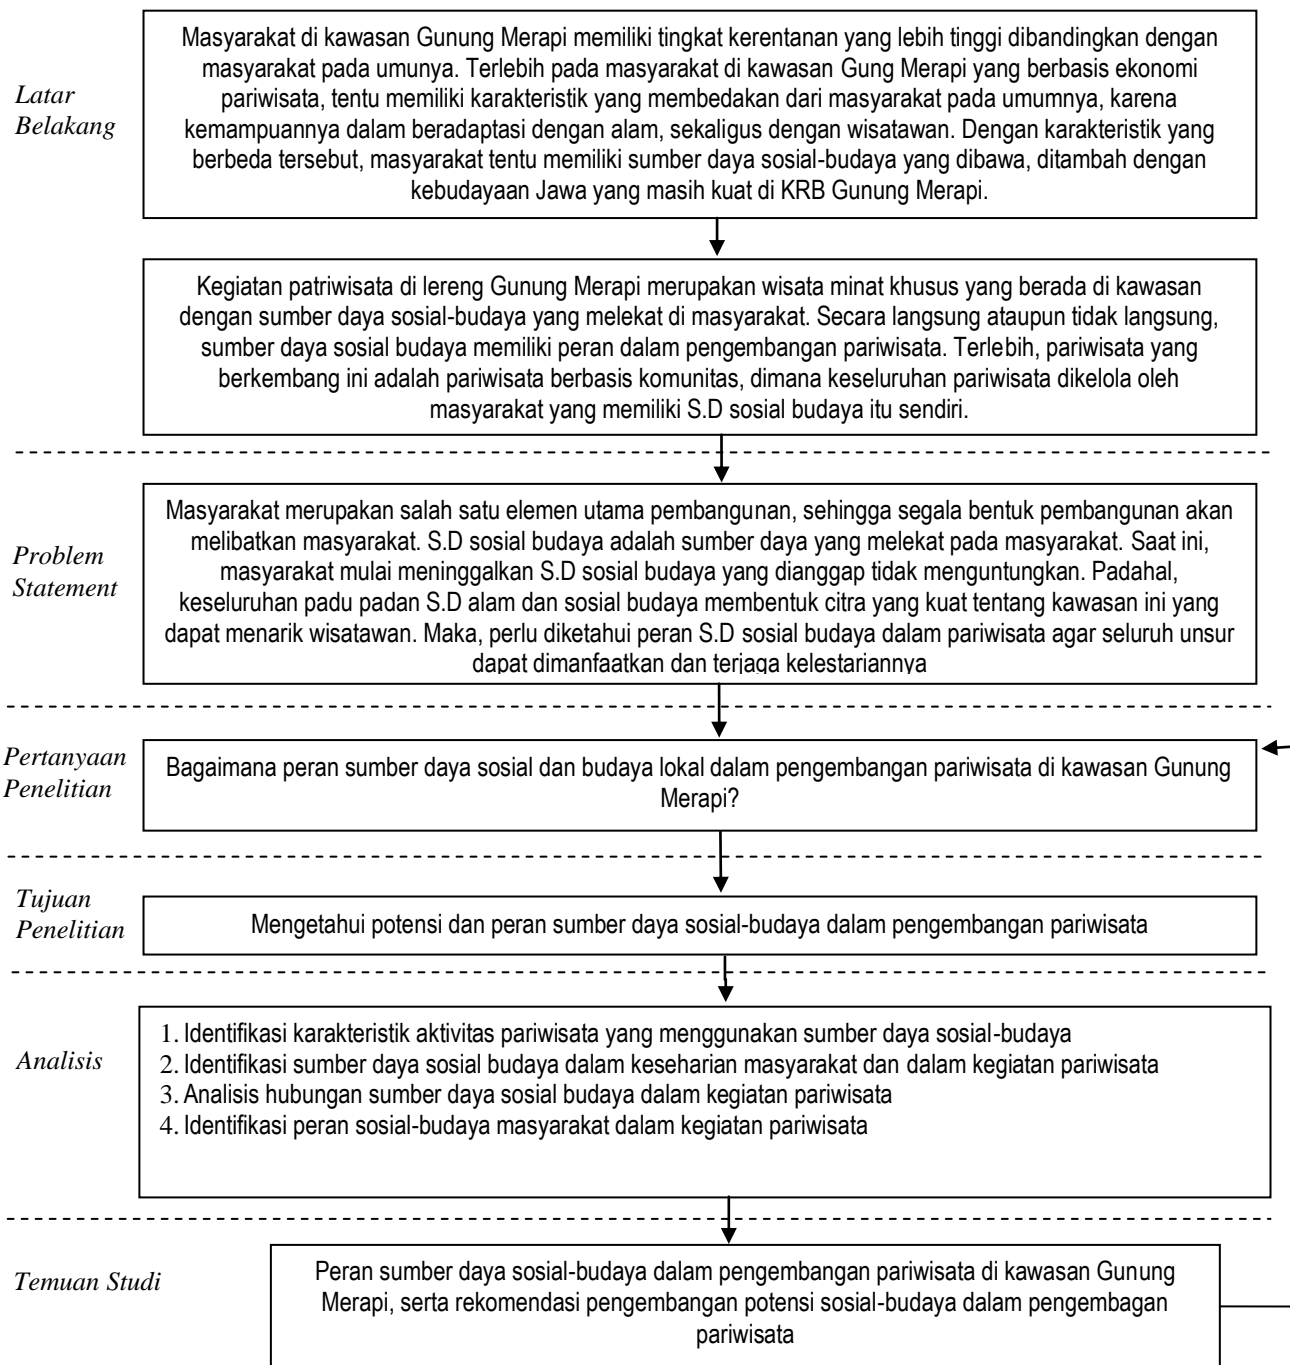 Latar
Belakang
Masyarakat di kawasan Gunung Merapi memiliki tingkat kerentanan yang lebih tinggi dibandingkan dengan
masyarakat pada umunya. Terlebih pada masyarakat di kawasan Gung Merapi yang berbasis ekonomi
pariwisata, tentu memiliki karakteristik yang membedakan dari masyarakat pada umumnya, karena
kemampuannya dalam beradaptasi dengan alam, sekaligus dengan wisatawan. Dengan karakteristik yang
berbeda tersebut, masyarakat tentu memiliki sumber daya sosial-budaya yang dibawa, ditambah dengan
kebudayaan Jawa yang masih kuat di KRB Gunung Merapi.
Kegiatan patriwisata di lereng Gunung Merapi merupakan wisata minat khusus yang berada di kawasan
dengan sumber daya sosial-budaya yang melekat di masyarakat. Secara langsung ataupun tidak langsung,
sumber daya sosial budaya memiliki peran dalam pengembangan pariwisata. Terlebih, pariwisata yang
berkembang ini adalah pariwisata berbasis komunitas, dimana keseluruhan pariwisata dikelola oleh
masyarakat yang memiliki S.D sosial budaya itu sendiri.
Problem
Statement
Masyarakat merupakan salah satu elemen utama pembangunan, sehingga segala bentuk pembangunan akan
melibatkan masyarakat. S.D sosial budaya adalah sumber daya yang melekat pada masyarakat. Saat ini,
masyarakat mulai meninggalkan S.D sosial budaya yang dianggap tidak menguntungkan. Padahal,
keseluruhan padu padan S.D alam dan sosial budaya membentuk citra yang kuat tentang kawasan ini yang
dapat menarik wisatawan. Maka, perlu diketahui peran S.D sosial budaya dalam pariwisata agar seluruh unsur
dapat dimanfaatkan dan terjaga kelestariannya
Pertanyaan
Penelitian
Bagaimana peran sumber daya sosial dan budaya lokal dalam pengembangan pariwisata di kawasan Gunung
Merapi?
Tujuan
Penelitian
Mengetahui potensi dan peran sumber daya sosial-budaya dalam pengembangan pariwisata
Analisis
1. Identifikasi karakteristik aktivitas pariwisata yang menggunakan sumber daya sosial-budaya
2. Identifikasi sumber daya sosial budaya dalam keseharian masyarakat dan dalam kegiatan pariwisata
3. Analisis hubungan sumber daya sosial budaya dalam kegiatan pariwisata
4. Identifikasi peran sosial-budaya masyarakat dalam kegiatan pariwisata
Temuan Studi
Peran sumber daya sosial-budaya dalam pengembangan pariwisata di kawasan Gunung
Merapi, serta rekomendasi pengembangan potensi sosial-budaya dalam pengembagan
pariwisata